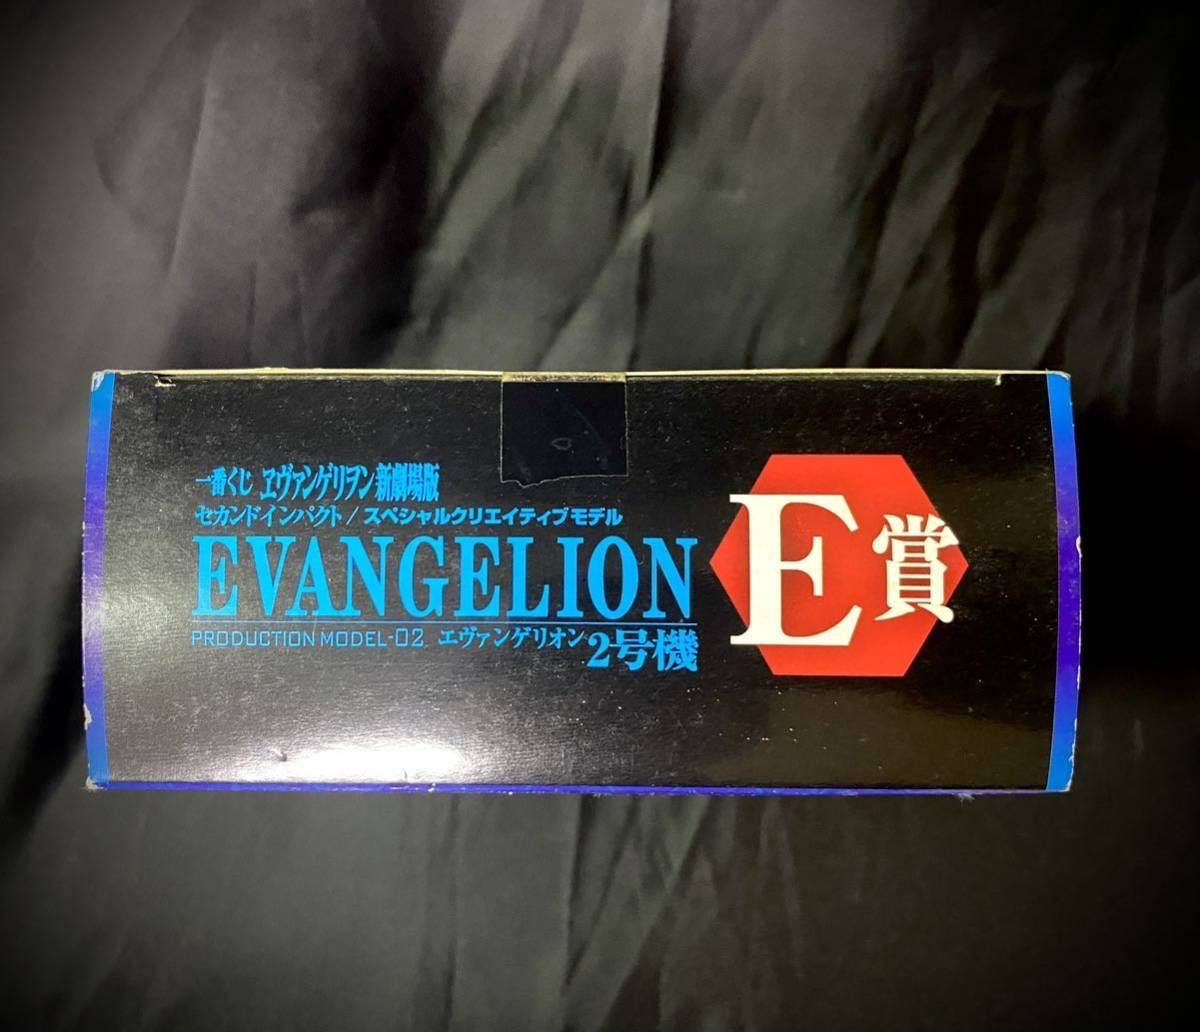 一番くじ ヱヴァンゲリヲン新劇場版
セカンドインパクト/スペシャルクリエイティブモデル
EVANGELION
PRODUCTION MODEL-02 エヴァンゲリオン2号機
E賞